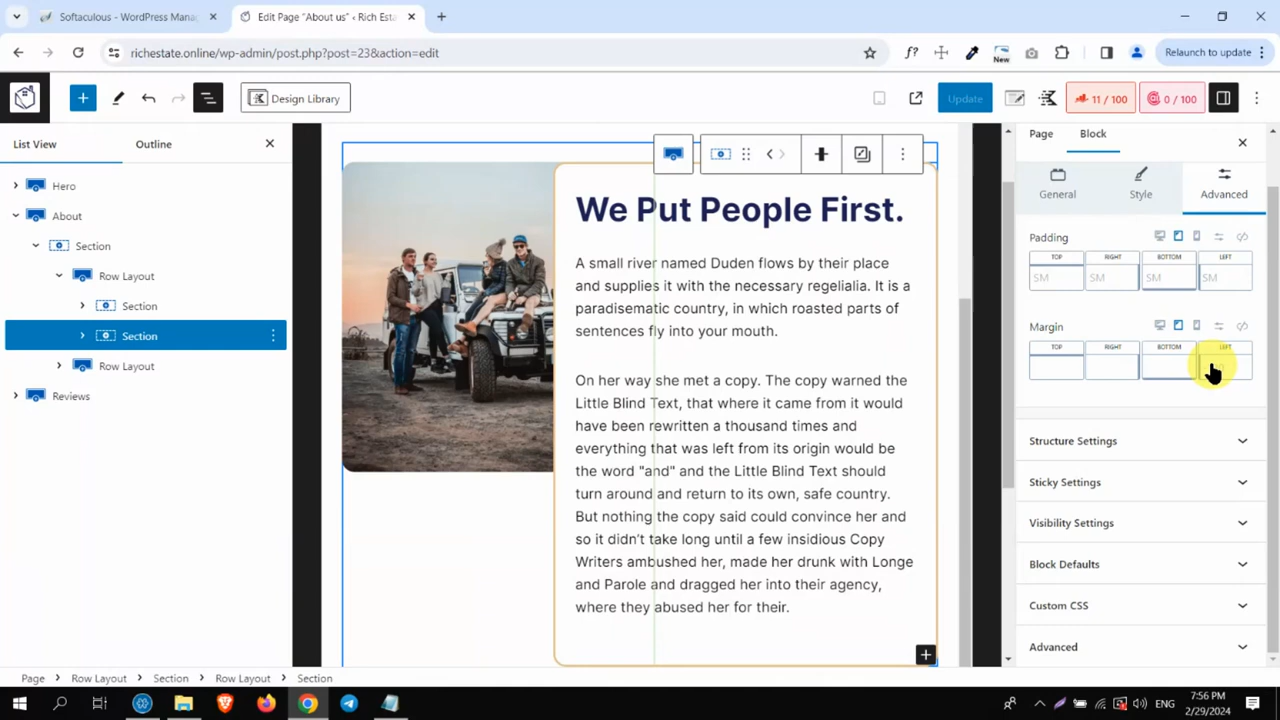 Softaculous - WordPress Mana
Edit Page "About us" ‹ Rich Esta
richestate.online/wp-admin/post.php?post=23&action=edit
New
Relaunch to update
Design Library
Update
11 / 100
0 / 100
List View
Outline
Hero
About
Section
Row Layout
Section
Section
Row Layout
Reviews
We Put People First.
A small river named Duden flows by their place
and supplies it with the necessary regelialia. It is a
paradisematic country, in which roasted parts of
sentences fly into your mouth.
On her way she met a copy. The copy warned the
Little Blind Text, that where it came from it would
have been rewritten a thousand times and
everything that was left from its origin would be
the word "and" and the Little Blind Text should
turn around and return to its own, safe country.
But nothing the copy said could convince her and
so it didn't take long until a few insidious Copy
Writers ambushed her, made her drunk with Longe
and Parole and dragged her into their agency,
where they abused her for their.
Page
Block
General
Style
Advanced
Padding
TOP RIGHT BOTTOM LEFT
SM SM SM SM
Margin
TOP RIGHT BOTTOM LEFT
Structure Settings
Sticky Settings
Visibility Settings
Block Defaults
Custom CSS
Advanced
Page › Row Layout › Section › Row Layout › Section
ENG
7:56 PM
2/29/2024